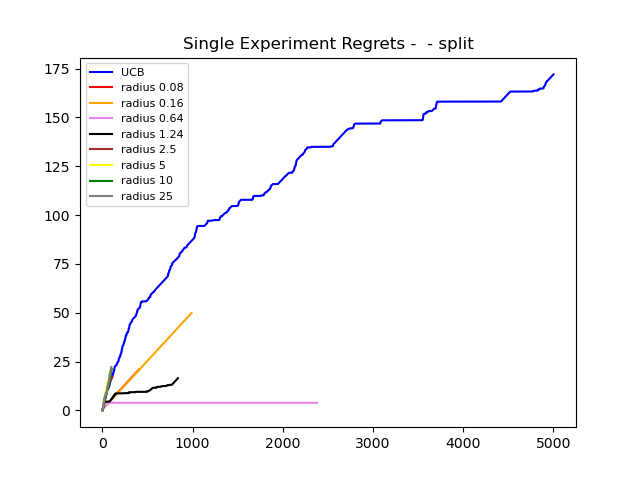 Single Experiment Regrets -  - split
175
150
125
100
75
50
25
0
UCB
radius 0.08
radius 0.16
radius 0.64
radius 1.24
radius 2.5
radius 5
radius 10
radius 25
0 1000 2000 3000 4000 5000